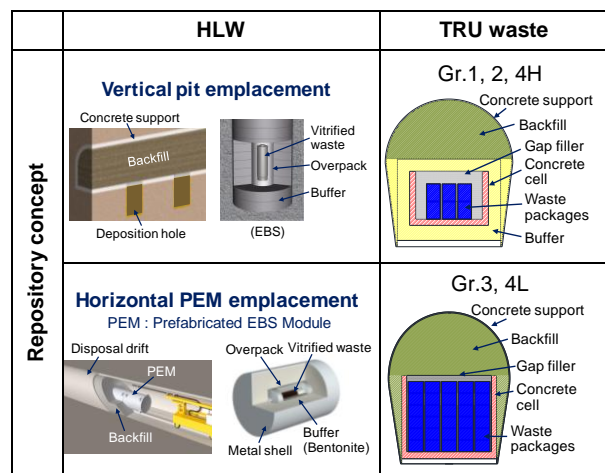 HLW
TRU waste
Repository concept
Vertical pit emplacement
Concrete support
Backfill
Deposition hole
Vitrified
waste
Overpack
Buffer
(EBS)
Gr.1, 2, 4H
Concrete support
Backfill
Gap filler
Concrete
cell
Waste
packages
Buffer
Horizontal PEM emplacement
PEM : Prefabricated EBS Module
Disposal drift
PEM
Backfill
Overpack
Vitrified waste
Metal shell
Buffer
(Bentonite)
Gr.3, 4L
Concrete support
Backfill
Gap filler
Concrete
cell
Waste
packages